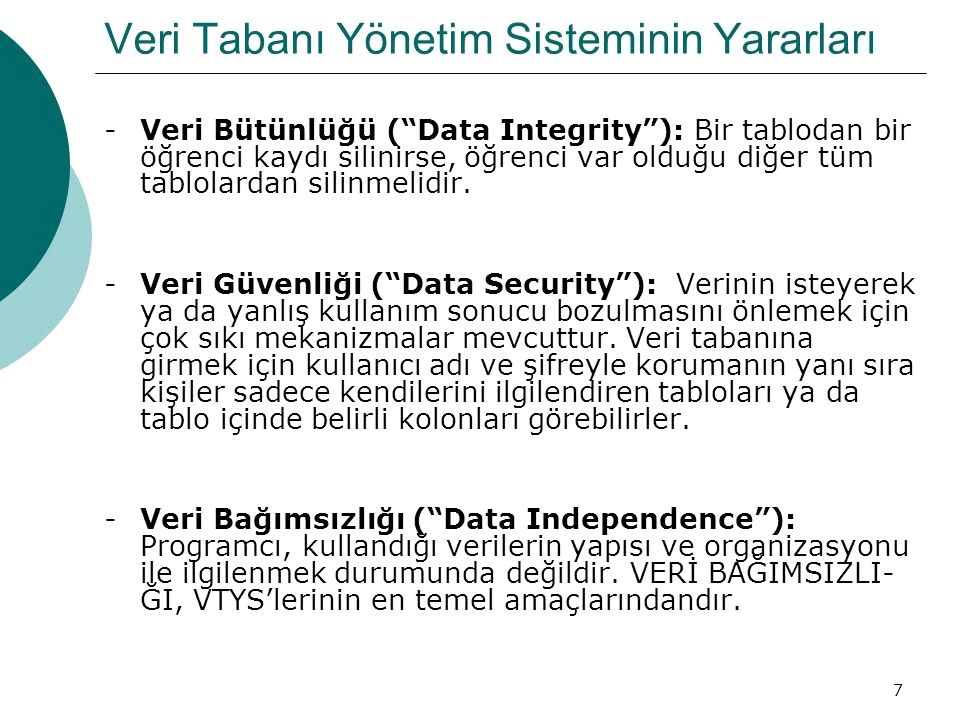 Veri Tabanı Yönetim Sisteminin Yararları
- Veri Bütünlüğü (“Data Integrity”): Bir tablodan bir
öğrenci kaydı silinirse, öğrenci var olduğu diğer tüm
tablolardan silinmelidir.
- Veri Güvenliği (“Data Security”): Verinin isteyerek
ya da yanlış kullanım sonucu bozulmasını önlemek için
çok sıkı mekanizmalar mevcuttur. Veri tabanına
girmek için kullanıcı adı ve şifreyle korumanın yanı sıra
kişiler sadece kendilerini ilgilendiren tabloları ya da
tablo içinde belirli kolonları görebilirler.
- Veri Bağımsızlığı (“Data Independence”):
Programcı, kullandığı verilerin yapısı ve organizasyonu
ile ilgilenmek durumunda değildir. VERİ BAĞIMSIZLI-
ĞI, VTYS’lerinin en temel amaçlarındandır.
7